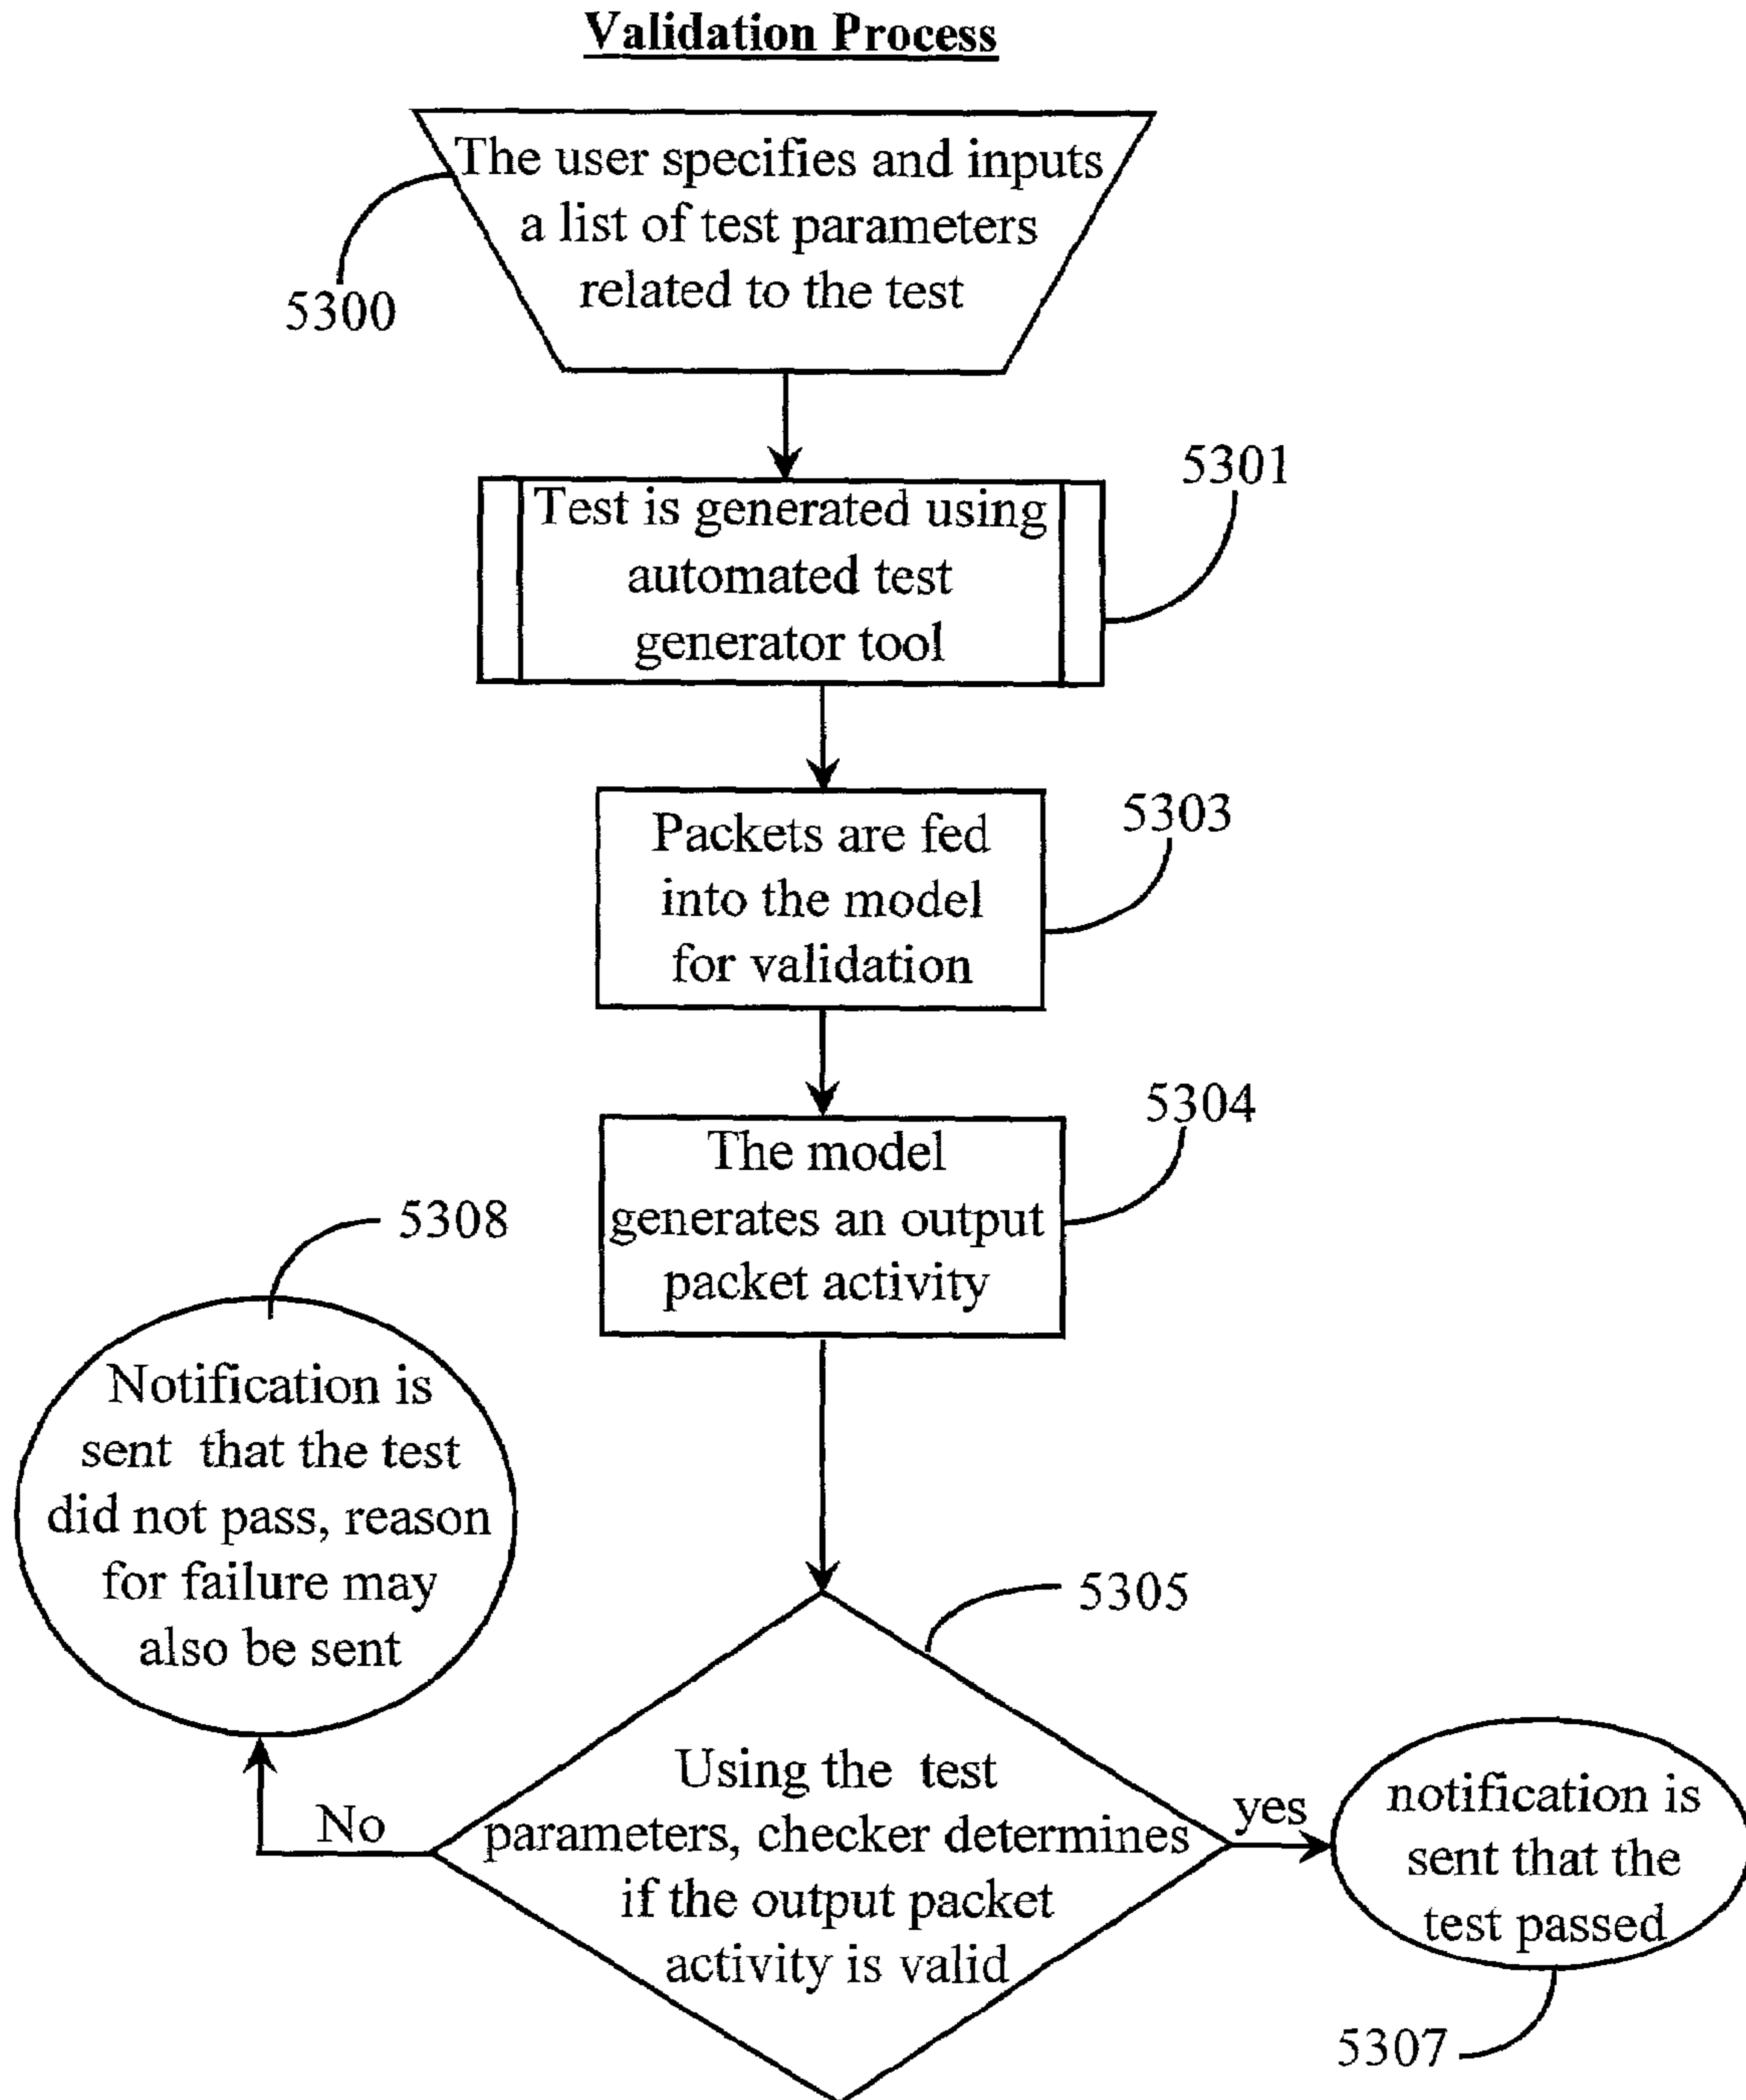 Validation Process
The user specifies and inputs
a list of test parameters
related to the test
5300
5301
Test is generated using
automated test
generator tool
5303
Packets are fed
into the model
for validation
5304
The model
generates an output
packet activity
5308
Notification is
sent that the test
did not pass, reason
for failure may
also be sent
5305
Using the test
parameters, checker determines
if the output packet
activity is valid
No
yes
notification is
sent that the
test passed
5307